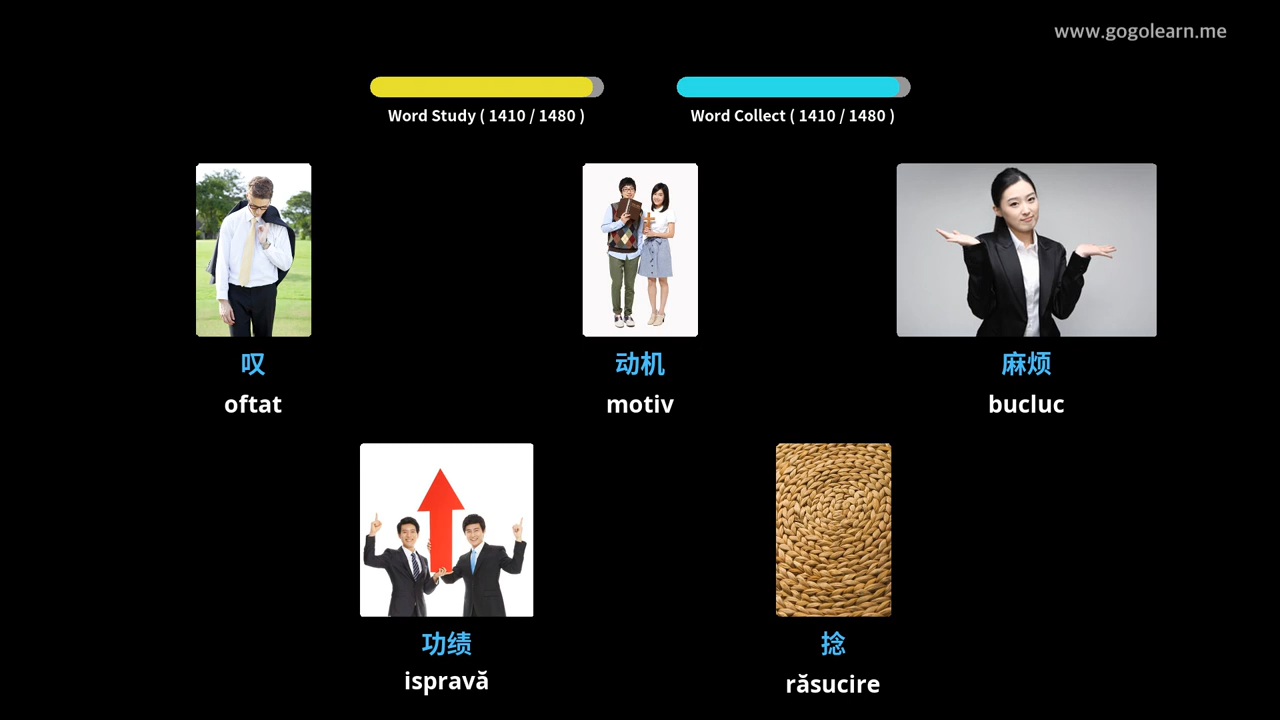 www.gogolearn.me
Word Study ( 1410 / 1480 )
Word Collect ( 1410 / 1480 )
叹
动机
麻烦
oftat
motiv
bucluc
功绩
捻
ispravă
răsucire